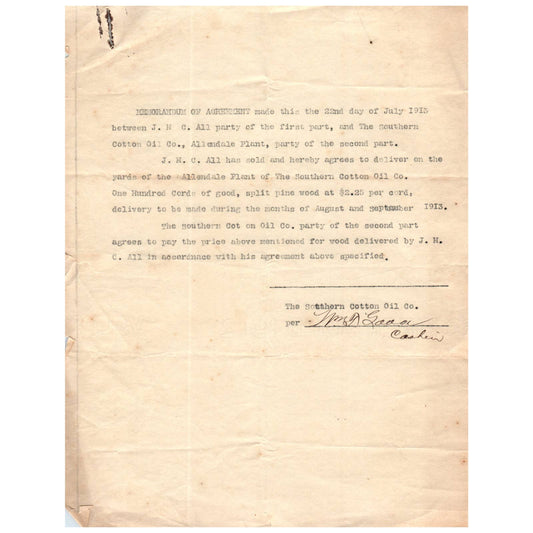 MEMORANDUM OF AGREEMENT made this the 22nd day of July 1913
between J. H C. All party of the first part, and The Southern
Cotton Oil Co., Allendale Plant, party of the second part.
J. H. C. All has sold and hereby agrees to deliver on the
yards of the Allendale Plant of The Southern Cotton Oil Co.
One Hundred Cords of good, split pine wood at $2.25 per cord,
delivery to be made during the months of August and September 1913.
The Southern Cot on Oil Co. party of the second part
agrees to pay the price above mentioned for wood delivered by J. H.
C. All in accordnace with his agreement above specified.
The Southern Cotton Oil Co.
per Wm
Cashier